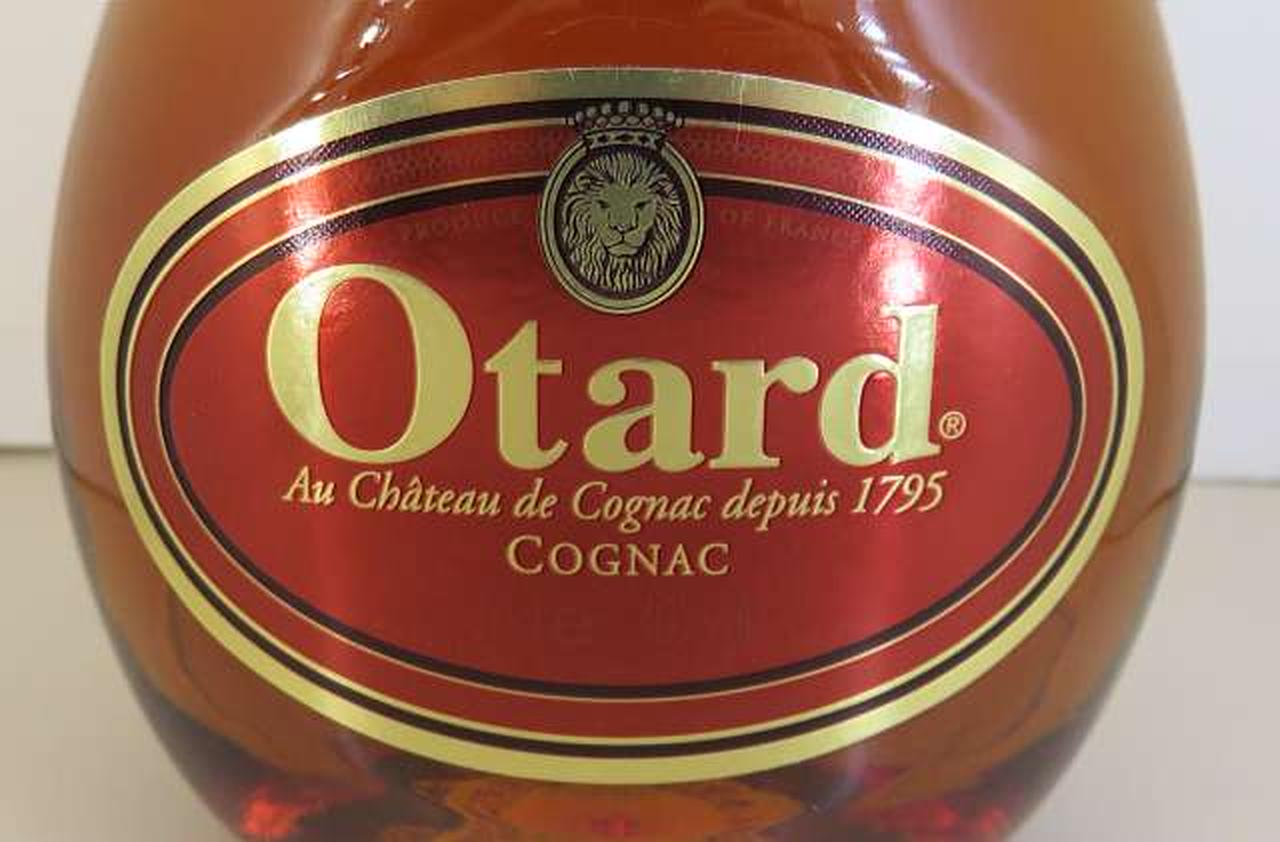 PRODUCE OF FRANCE
Otard®
Au Château de Cognac depuis 1795
COGNAC